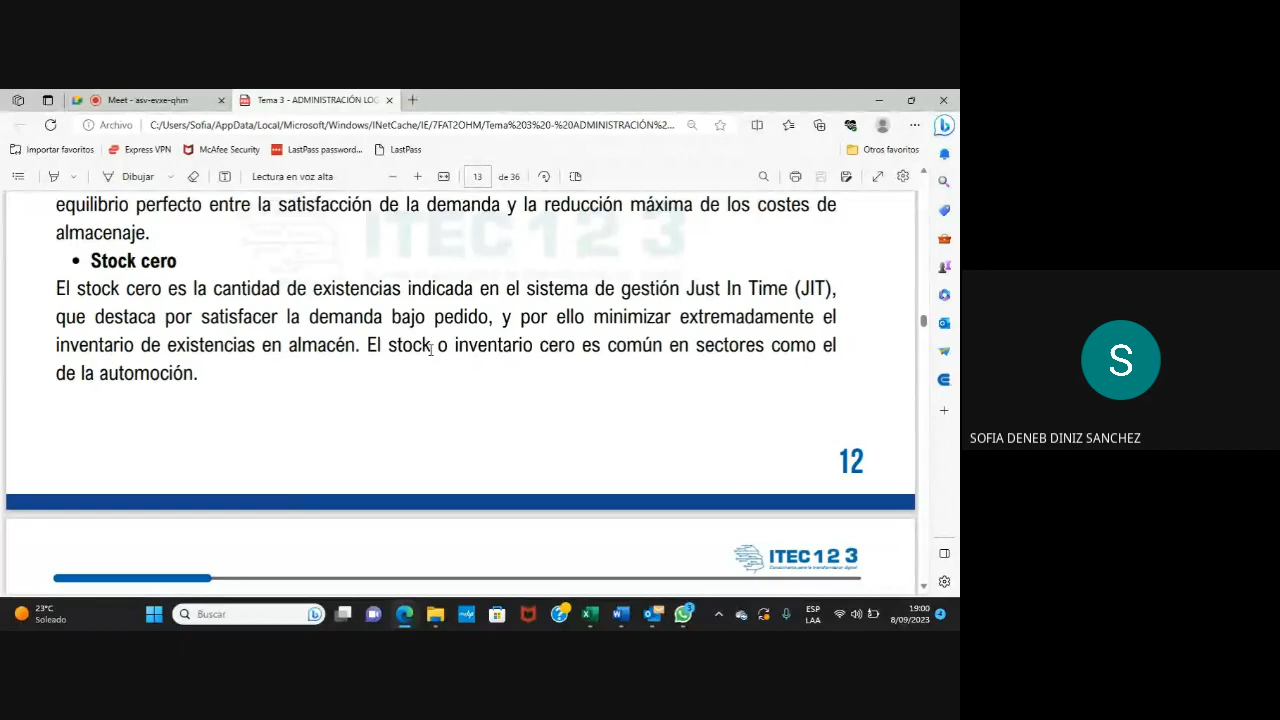 Meet - asv-evxe-qhm
Tema 3 - ADMINISTRACIÓN LOG
Archivo
C:/Users/Sofia/AppData/Local/Microsoft/Windows/INetCache/IE/7FAT2OHM/Tema%203%20-%20ADMINISTRACIÓN%2...
Importar favoritos
Express VPN
McAfee Security
LastPass password...
LastPass
Otros favoritos
Dibujar
Lectura en voz alta
13
de 36
equilibrio perfecto entre la satisfacción de la demanda y la reducción máxima de los costes de
almacenaje.
ITEC 1 2 3
• Stock cero
El stock cero es la cantidad de existencias indicada en el sistema de gestión Just In Time (JIT),
que destaca por satisfacer la demanda bajo pedido, y por ello minimizar extremadamente el
inventario de existencias en almacén. El stock o inventario cero es común en sectores como el
de la automoción.
12
ITEC 1 2 3
S
SOFIA DENEB DINIZ SANCHEZ
23°C
Soleado
Buscar
ESP
LAA
19:00
8/09/2023